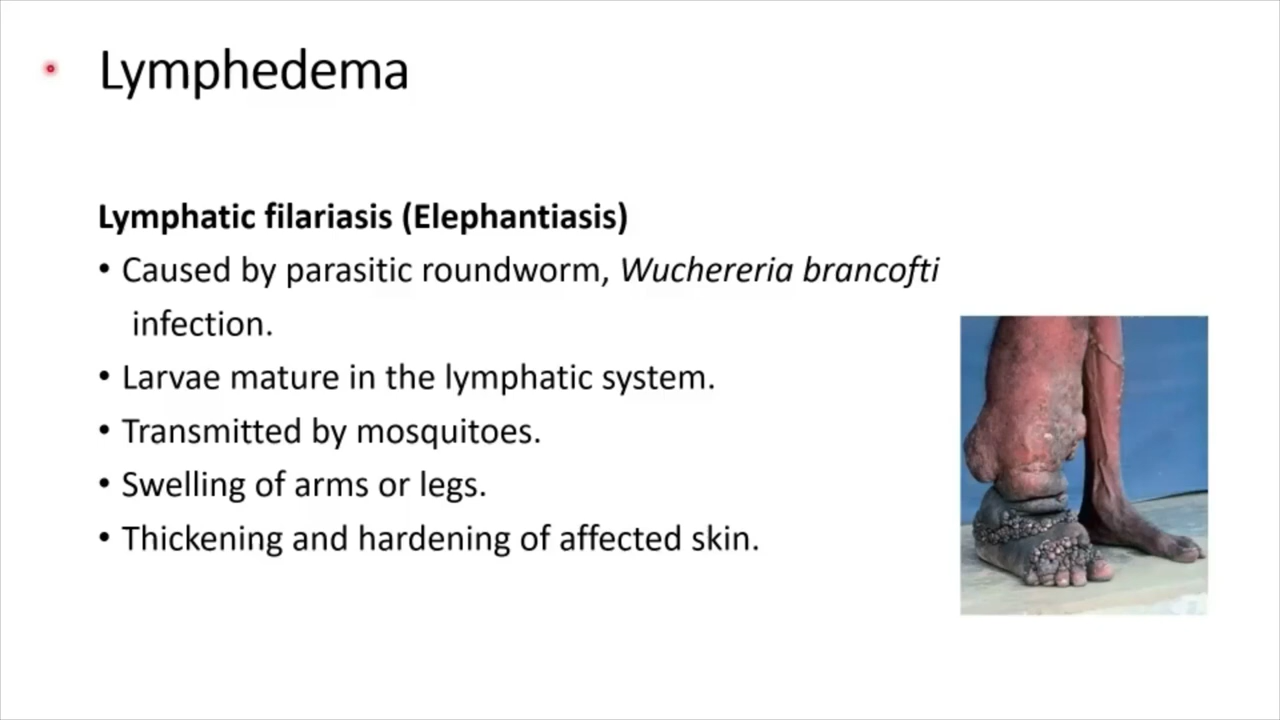 Lymphedema
Lymphatic filariasis (Elephantiasis)
• Caused by parasitic roundworm, Wuchereria brancofti
infection.
• Larvae mature in the lymphatic system.
• Transmitted by mosquitoes.
• Swelling of arms or legs.
• Thickening and hardening of affected skin.